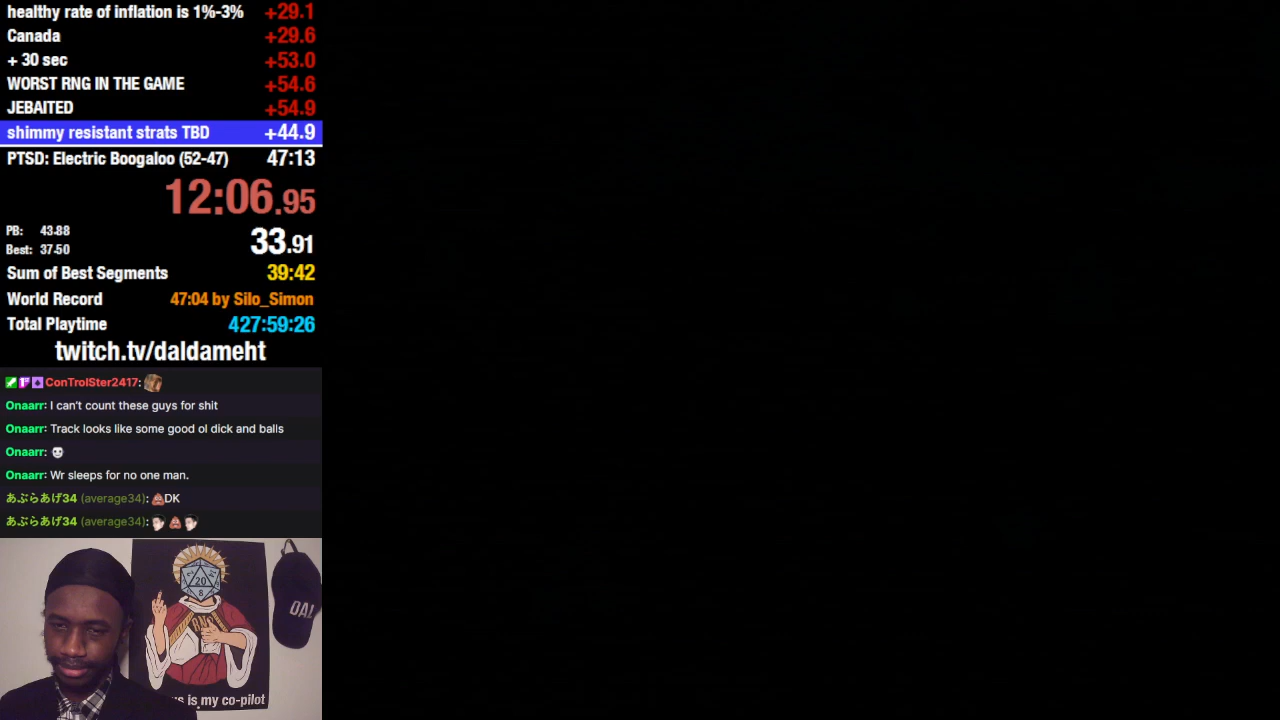 healthy rate of inflation is 1%-3% +29.1
Canada +29.6
+ 30 sec +53.0
WORST RNG IN THE GAME +54.6
JEBAITED +54.9
shimmy resistant strats TBD +44.9
PTSD: Electric Boogaloo (52-47) 47:13
12:06.95
PB: 43.88
Best: 37.50
33.91
Sum of Best Segments 39:42
World Record 47:04 by Silo_Simon
Total Playtime 427:59:26
twitch.tv/daldameht
ConTrolSter2417:
Onaarr: I can't count these guys for shit
Onaarr: Track looks like some good ol dick and balls
Onaarr:
Onaarr: Wr sleeps for no one man.
あぶらあげ34 (average34): DK
あぶらあげ34 (average34):
20
8
DAL
is my co-pilot